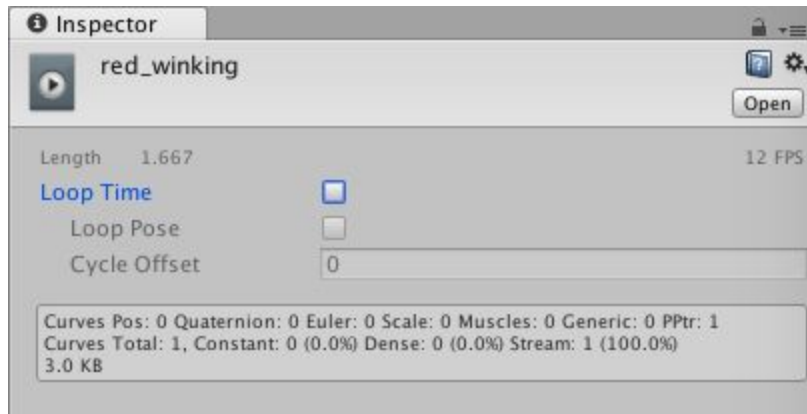 Inspector
red_winking
Open
Length 1.667 12 FPS
Loop Time
Loop Pose
Cycle Offset 0
Curves Pos: 0 Quaternion: 0 Euler: 0 Scale: 0 Muscles: 0 Generic: 0 PPtr: 1
Curves Total: 1, Constant: 0 (0.0%) Dense: 0 (0.0%) Stream: 1 (100.0%)
3.0 KB